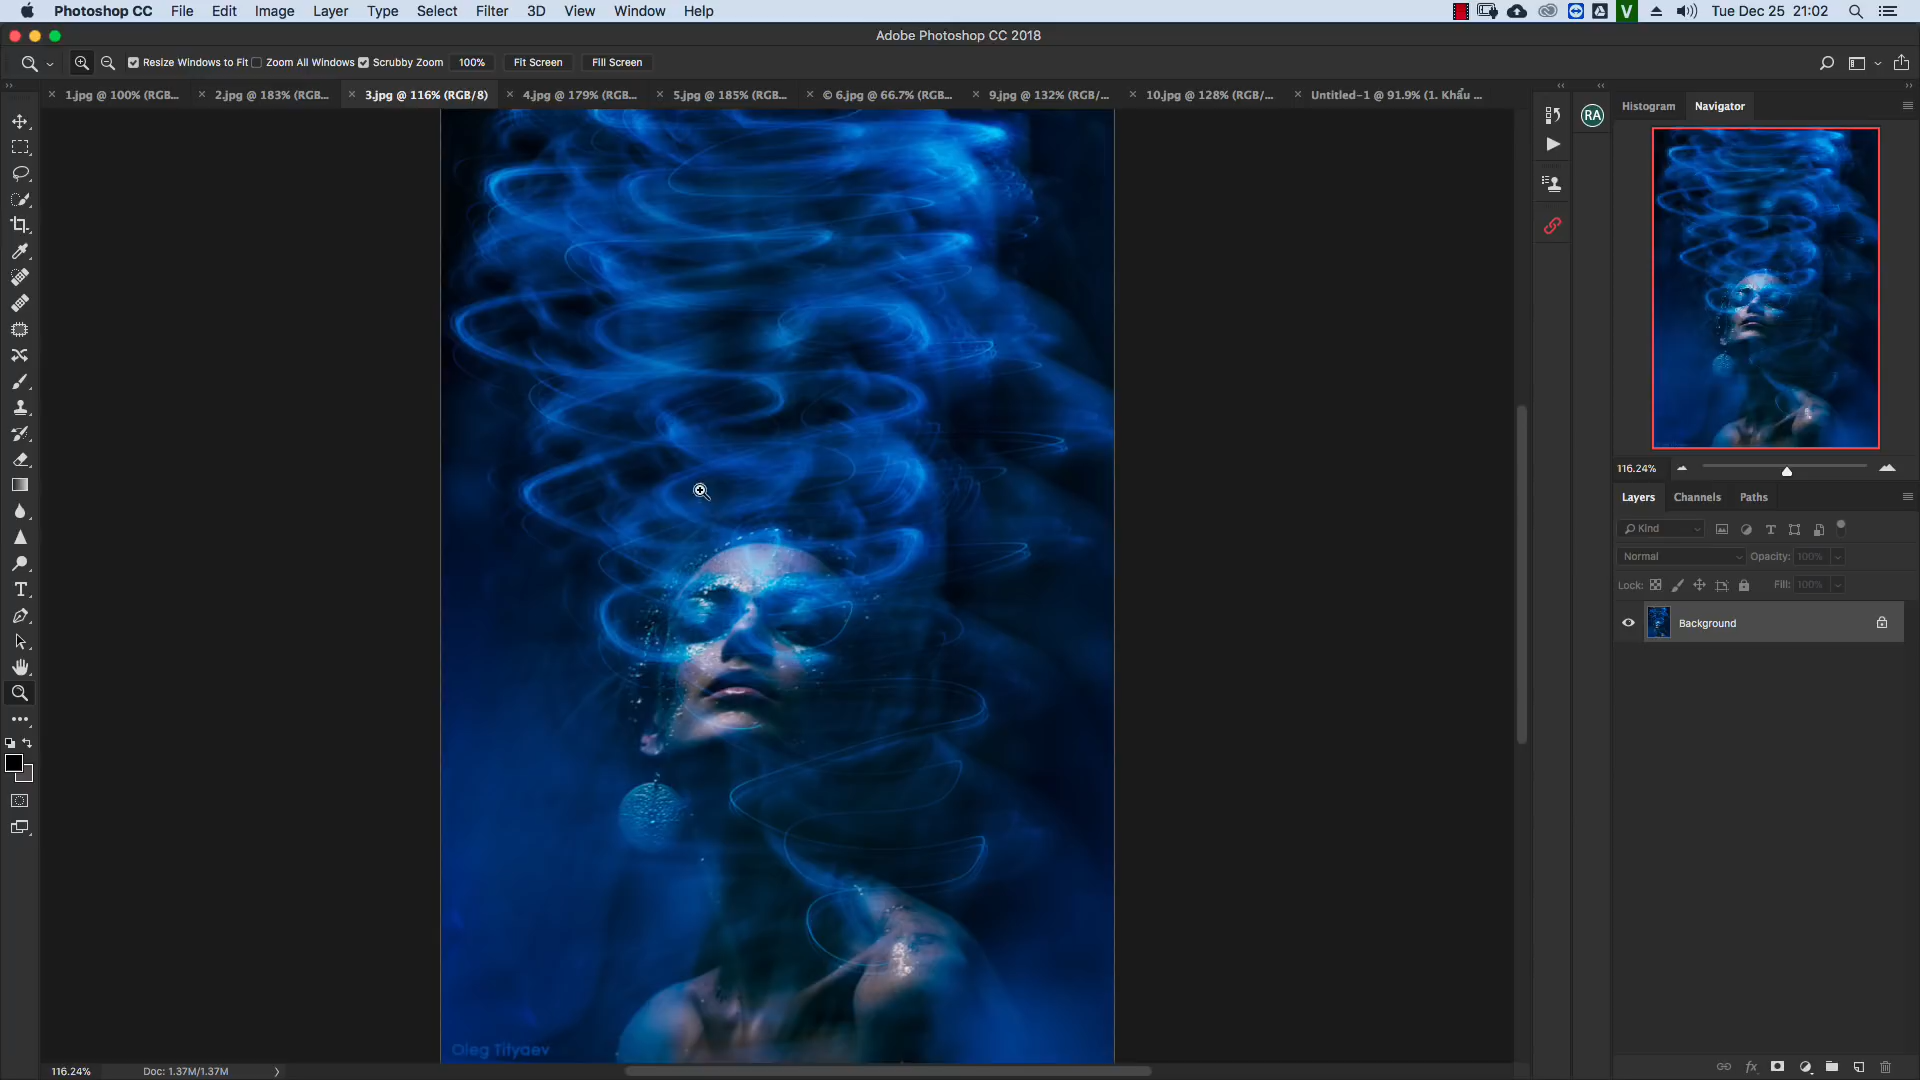 Photoshop CC File Edit Image Layer Type Select Filter 3D View Window Help
V Tue Dec 25 21:02
Adobe Photoshop CC 2018
Resize Windows to Fit Zoom All Windows Scrubby Zoom 100% Fit Screen Fill Screen
1.jpg @ 100% (RGB... 2.jpg @ 183% (RGB... 3.jpg @ 116% (RGB/8) 4.jpg @ 179% (RGB... 5.jpg @ 185% (RGB... © 6.jpg @ 66.7% (RGB... 9.jpg @ 132% (RGB/... 10.jpg @ 128% (RGB/... Untitled-1 @ 91.9% (1. Khẩu ...
RA
Histogram Navigator
116.24%
Layers Channels Paths
Kind
Normal Opacity: 100%
Lock: Fill: 100%
Background
Oleg Tityaev
116.24% Doc: 1.37M/1.37M